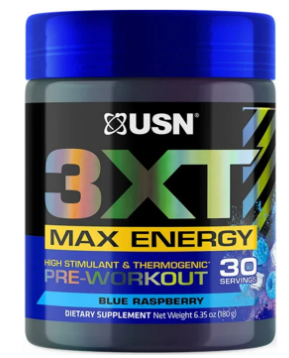 USN®
3XT
MAX ENERGY
HIGH STIMULANT & THERMOGENIC*
PRE-WORKOUT
30
SERVINGS
BLUE RASPBERRY
DIETARY SUPPLEMENT Net Weight 6.35 oz (180 g)